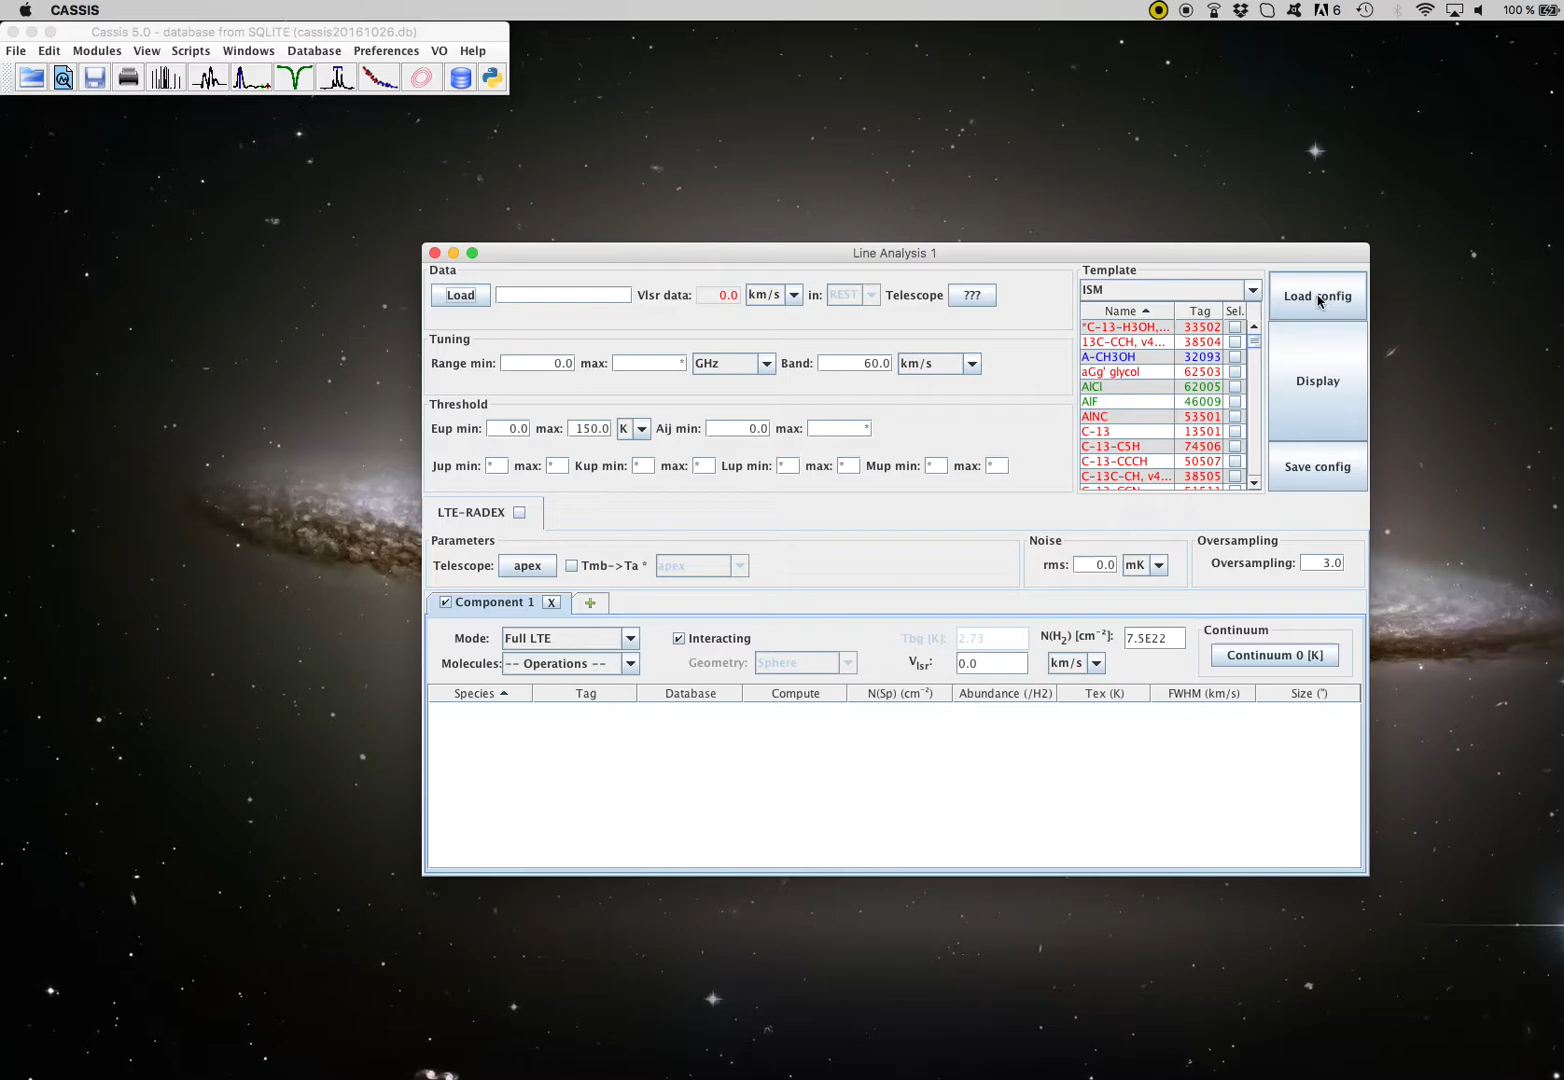 CASSIS 6 100 %
Cassis 5.0 - database from SQLITE (cassis20161026.db)
File Edit Modules View Scripts Windows Database Preferences VO Help
Line Analysis 1
Data
Load Vlsr data: 0.0 km/s in: REST Telescope ???
Tuning
Range min: 0.0 max: * GHz Band: 60.0 km/s
Threshold
Eup min: 0.0 max: 150.0 K Aij min: 0.0 max: *
Jup min: * max: * Kup min: * max: * Lup min: * max: * Mup min: * max: *
Template
ISM
Name Tag Sel.
*C-13-H3OH,... 33502
13C-CCH, v4... 38504
A-CH3OH 32093
aGg' glycol 62503
AlCl 62005
AlF 46009
AlNC 53501
C-13 13501
C-13-C5H 74506
C-13-CCCH 50507
C-13C-CH, v4... 38505
Load config
Display
Save config
LTE-RADEX
Parameters
Telescope: apex Tmb->Ta * apex
Noise
rms: 0.0 mK
Oversampling
Oversampling: 3.0
Component 1 X
Mode: Full LTE Interacting Tbg [K]: 2.73 N(H₂) [cm⁻²]: 7.5E22
Molecules: -- Operations -- Geometry: Sphere Vlsr: 0.0 km/s
Continuum
Continuum 0 [K]
Species Tag Database Compute N(Sp) (cm⁻²) Abundance (/H2) Tex (K) FWHM (km/s) Size (")